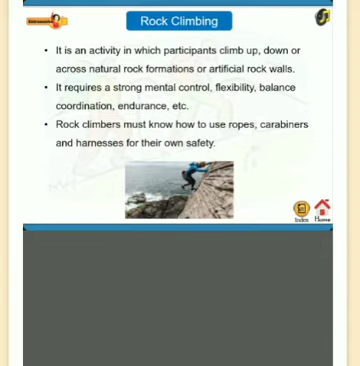 Rock Climbing
• It is an activity in which participants climb up, down or
across natural rock formations or artificial rock walls.
• It requires a strong mental control, flexibility, balance
coordination, endurance, etc.
• Rock climbers must know how to use ropes, carabiners
and harnesses for their own safety.
Index Home